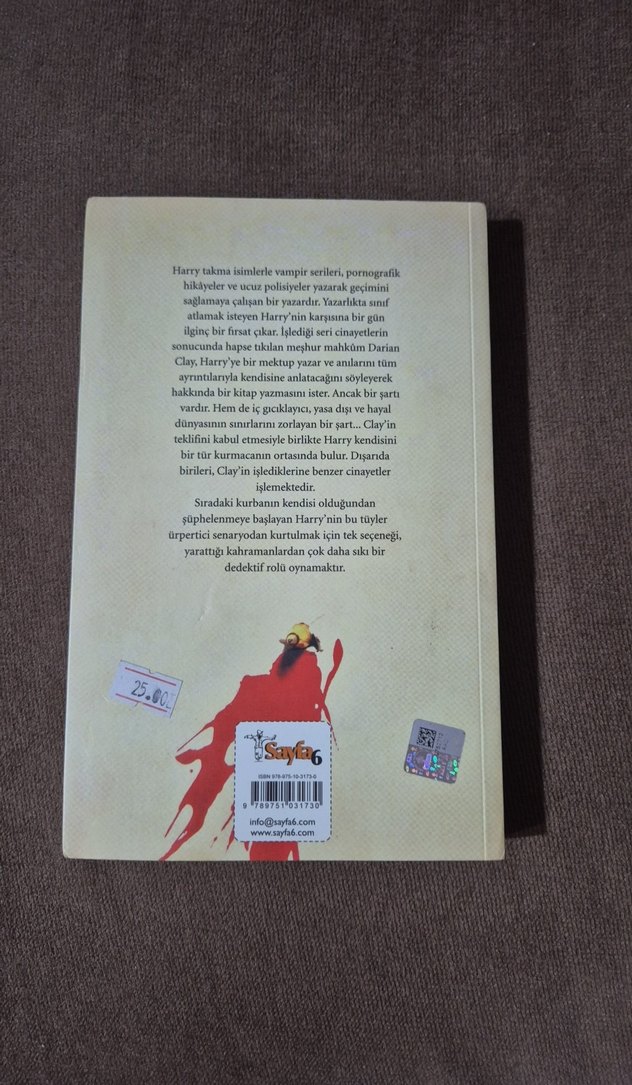 Harry takma isimlerle vampir serileri, pornografik
hikâyeler ve ucuz polisiyeler yazarak geçimini
sağlamaya çalışan bir yazardır. Yazarlıkta sınıf
atlamak isteyen Harry'nin karşısına bir gün
ilginç bir fırsat çıkar. İşlediği seri cinayetlerin
sonucunda hapse tıkılan meşhur mahkûm Darian
Clay, Harry'ye bir mektup yazar ve anılarını tüm
ayrıntılarıyla kendisine anlatacağını söyleyerek
hakkında bir kitap yazmasını ister. Ancak bir şartı
vardır. Hem de iç gıcıklayıcı, yasa dışı ve hayal
dünyasının sınırlarını zorlayan bir şart... Clay'in
teklifini kabul etmesiyle birlikte Harry kendisini
bir tür kurmacanın ortasında bulur. Dışarıda
birileri, Clay'in işlediklerine benzer cinayetler
işlemektedir.
Sıradaki kurbanın kendisi olduğundan
şüphelenmeye başlayan Harry'nin bu tüyler
ürpertici senaryodan kurtulmak için tek seçeneği,
yarattığı kahramanlardan çok daha sıkı bir
dedektif rolü oynamaktır.
25.00
Sayfa6
ISBN 978-975-10-3173-0
9 789751 031730
info@sayfa6.com
www.sayfa6.com